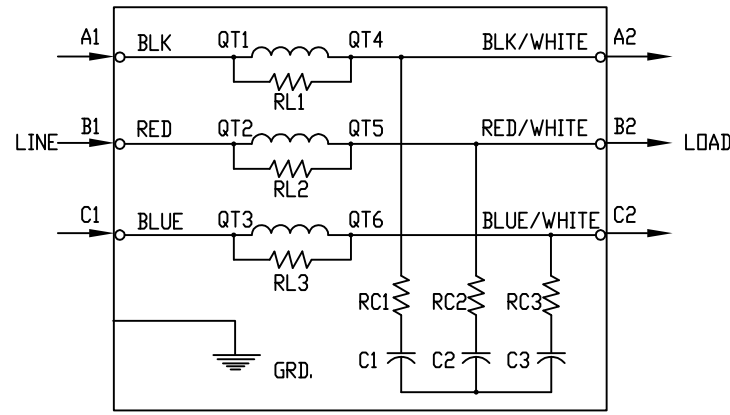 A1 BLK QT1 QT4 BLK/WHITE A2
RL1
B1 RED QT2 QT5 RED/WHITE B2
LINE LOAD
RL2
C1 BLUE QT3 QT6 BLUE/WHITE C2
RL3
RC1 RC2 RC3
C1 C2 C3
GRD.